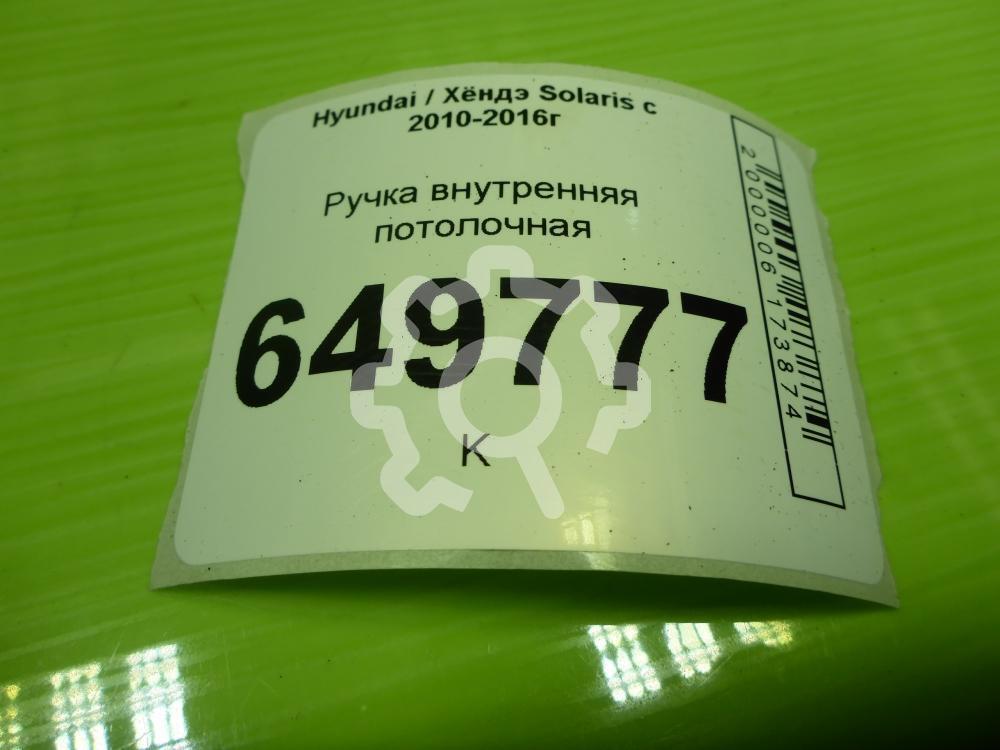 Hyundai / Хёндэ Solaris с
2010-2016г
Ручка внутренняя
потолочная
649777
К
2000006173874